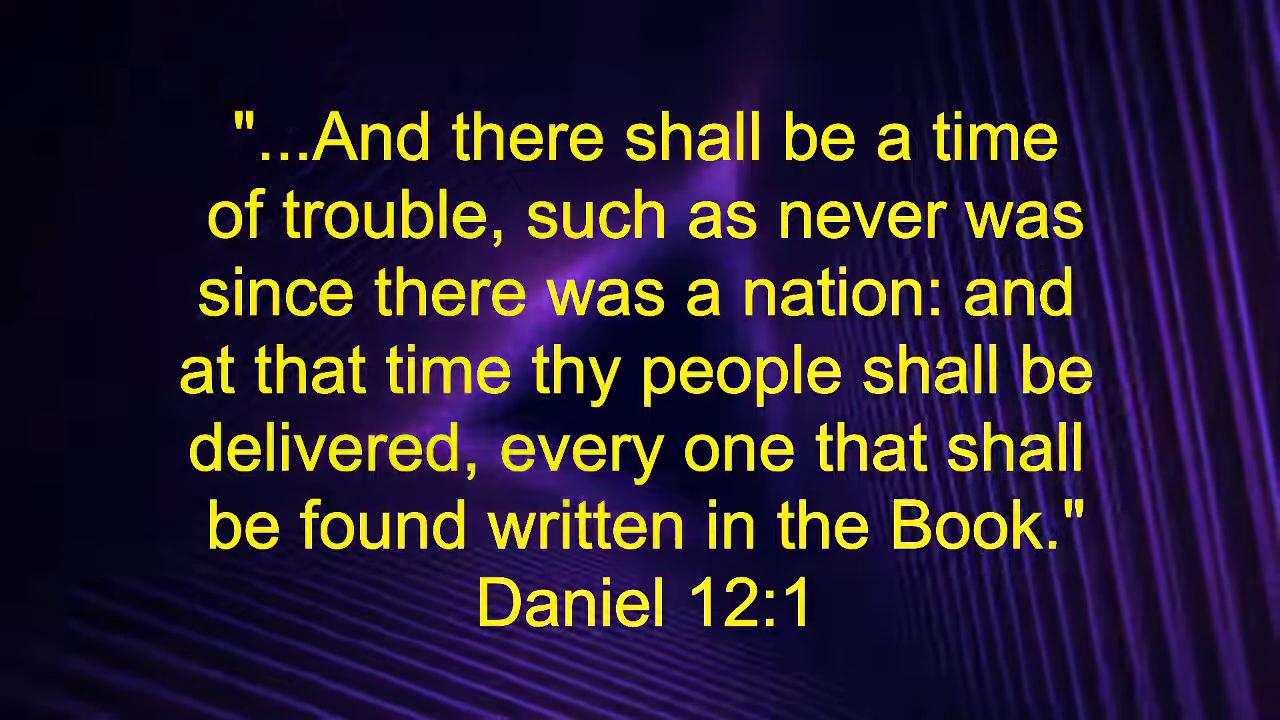 "...And there shall be a time
of trouble, such as never was
since there was a nation: and
at that time thy people shall be
delivered, every one that shall
be found written in the Book."
Daniel 12:1